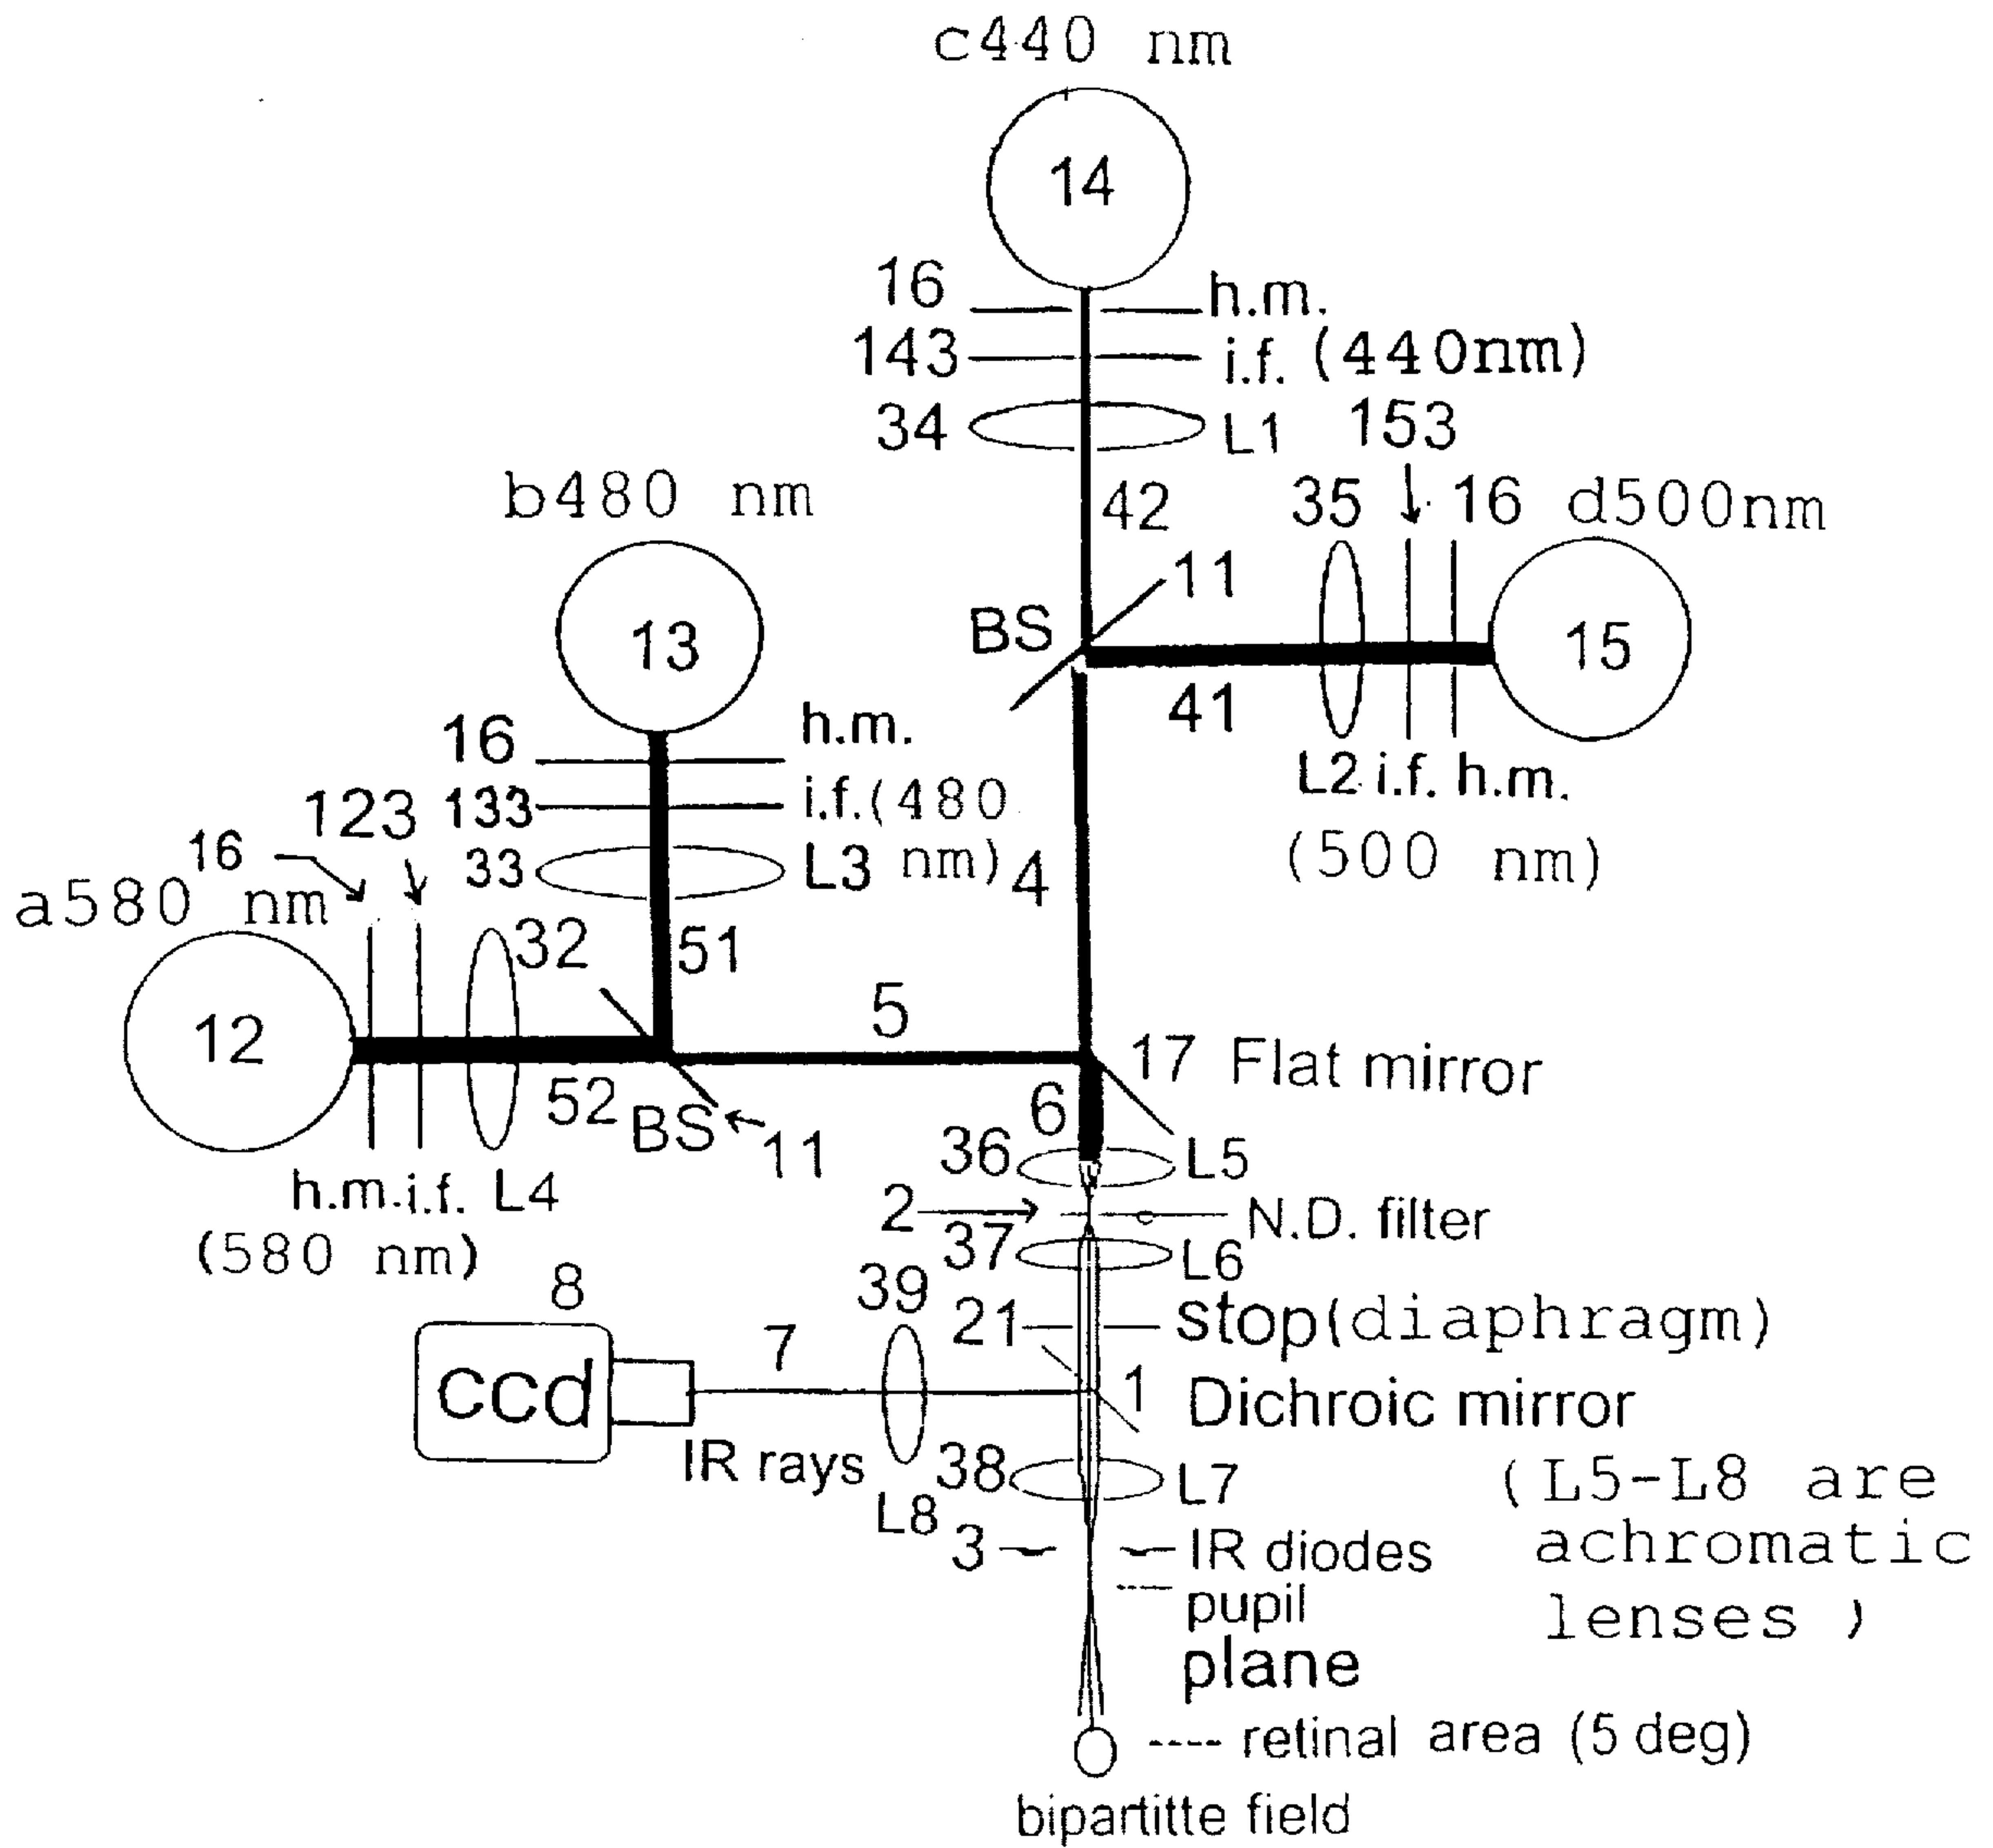 c440 nm
14
16 h.m.
143 i.f. (440nm)
34 L1 153
b480 nm 42 35 16 d500nm
11
BS
13 15
41
16 h.m. L2 i.f. h.m.
123 133 i.f.(480
16 33 L3 nm) 4 (500 nm)
a580 nm
32 51
12 5
17 Flat mirror
52 BS 11 6
36 L5
h.m.i.f. L4
2 N.D. filter
(580 nm) 37 L6
8 39
21 stop(diaphragm)
7
ccd 1 Dichroic mirror
IR rays 38 L7 (L5-L8 are
L8 achromatic
3 IR diodes
pupil lenses )
plane
retinal area (5 deg)
bipartitte field